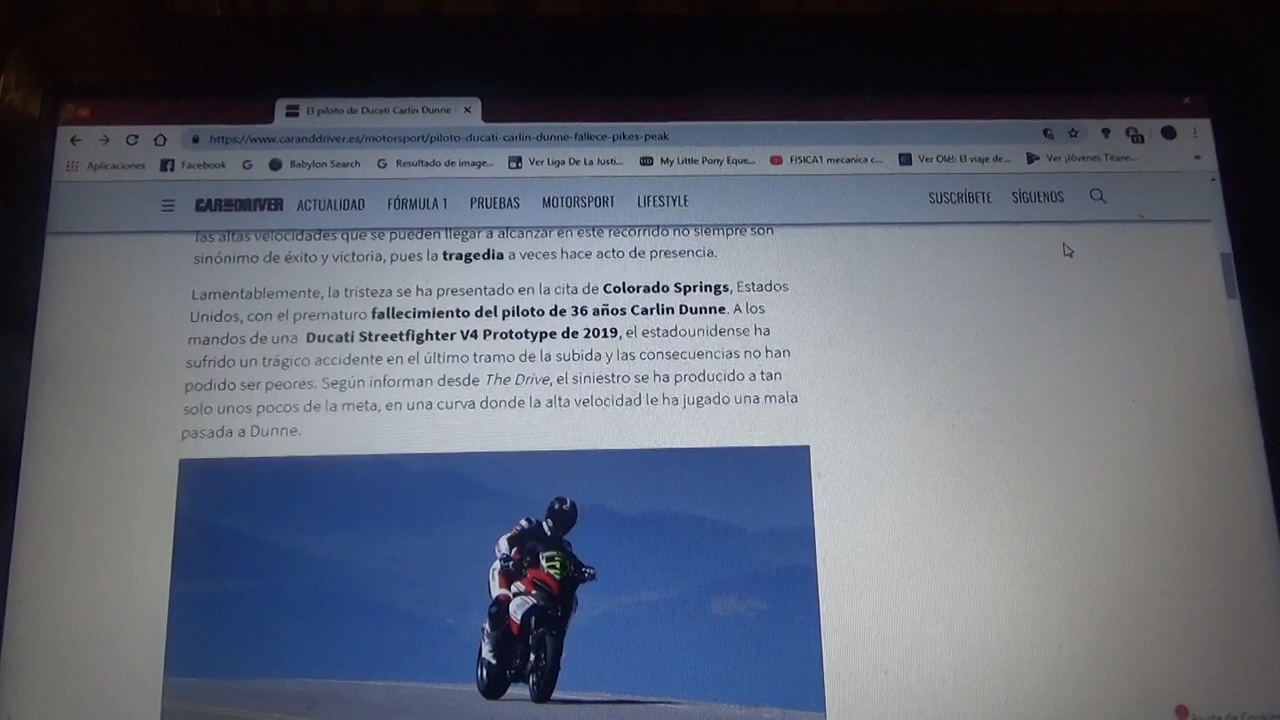 El piloto de Ducati Carlin Dunne
https://www.caranddriver.es/motorsport/piloto-ducati-carlin-dunne-fallece-pikes-peak
Aplicaciones Facebook G Babylon Search Resultado de image... Ver Liga De La Justi... My Little Pony Eque... FISICA1 mecanica c... Ver Olé!: El viaje de... Ver ¡Jóvenes Titane...
CAR AND DRIVER ACTUALIDAD FÓRMULA 1 PRUEBAS MOTORSPORT LIFESTYLE SUSCRÍBETE SÍGUENOS
las altas velocidades que se pueden llegar a alcanzar en este recorrido no siempre son
sinónimo de éxito y victoria, pues la tragedia a veces hace acto de presencia.
Lamentablemente, la tristeza se ha presentado en la cita de Colorado Springs, Estados
Unidos, con el prematuro fallecimiento del piloto de 36 años Carlin Dunne. A los
mandos de una Ducati Streetfighter V4 Prototype de 2019, el estadounidense ha
sufrido un trágico accidente en el último tramo de la subida y las consecuencias no han
podido ser peores. Según informan desde The Drive, el siniestro se ha producido a tan
solo unos pocos de la meta, en una curva donde la alta velocidad le ha jugado una mala
pasada a Dunne.